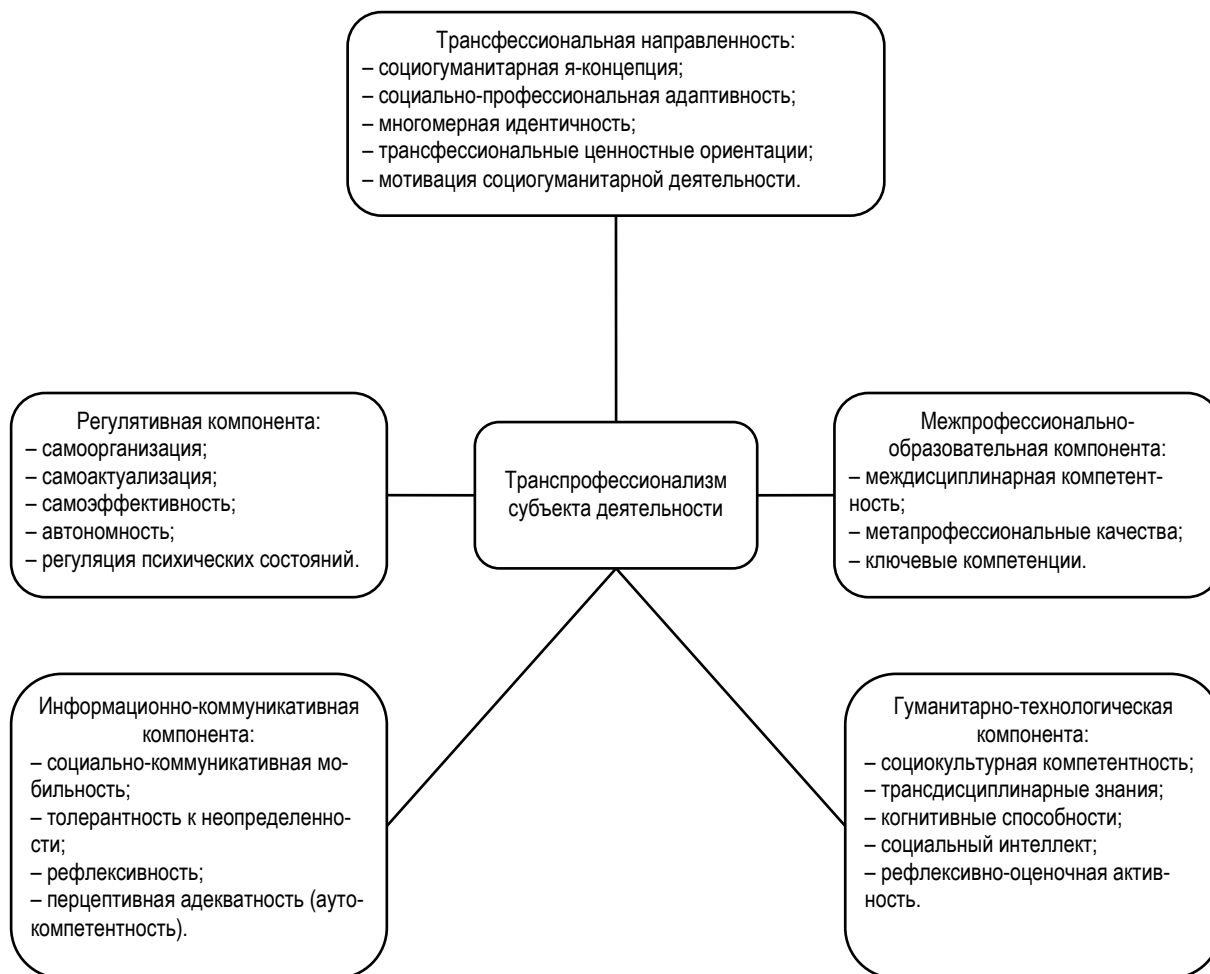 Трансфессиональная направленность:
– социогуманитарная я-концепция;
– социально-профессиональная адаптивность;
– многомерная идентичность;
– трансфессиональные ценностные ориентации;
– мотивация социогуманитарной деятельности.
Регулятивная компонента:
– самоорганизация;
– самоактуализация;
– самоэффективность;
– автономность;
– регуляция психических состояний.
Транспрофессионализм
субъекта деятельности
Межпрофессионально-
образовательная компонента:
– междисциплинарная компетент-
ность;
– метапрофессиональные качества;
– ключевые компетенции.
Информационно-коммуникативная
компонента:
– социально-коммуникативная мо-
бильность;
– толерантность к неопределенно-
сти;
– рефлексивность;
– перцептивная адекватность (ауто-
компетентность).
Гуманитарно-технологическая
компонента:
– социокультурная компетентность;
– трансдисциплинарные знания;
– когнитивные способности;
– социальный интеллект;
– рефлексивно-оценочная актив-
ность.